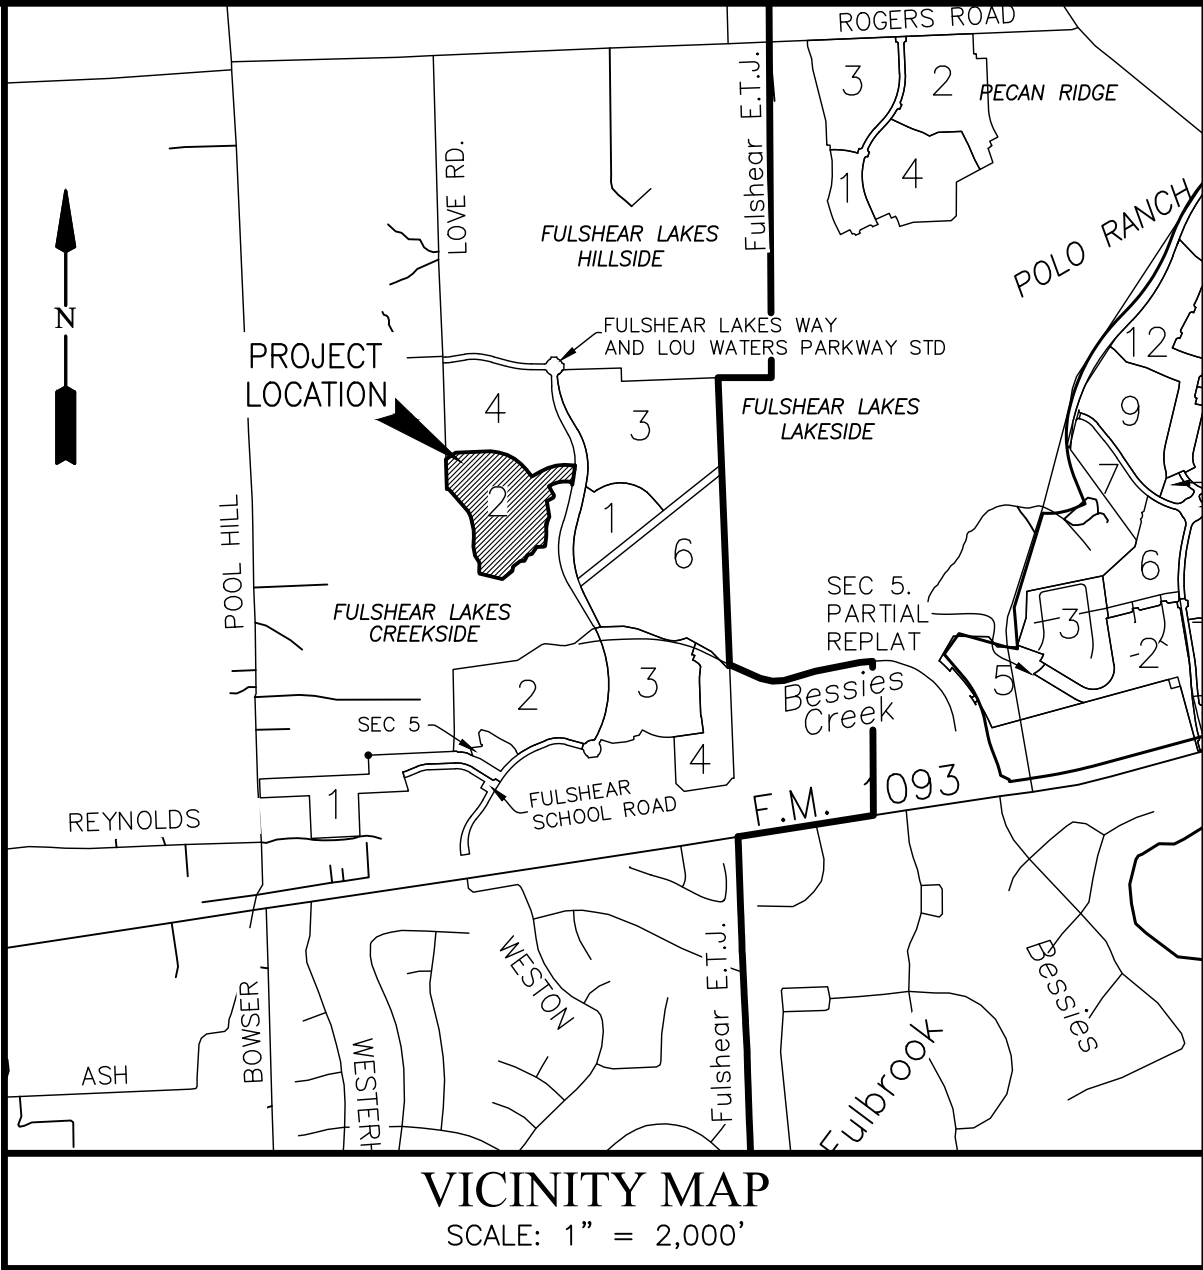 ROGERS ROAD
3
2
PECAN RIDGE
1
4
Fulshear E.T.J.
LOVE RD.
FULSHEAR LAKES
HILLSIDE
POLO RANCH
N
FULSHEAR LAKES WAY
AND LOU WATERS PARKWAY STD
PROJECT
LOCATION
12
4
3
FULSHEAR LAKES
LAKESIDE
9
7
2
1
6
6
POOL HILL
SEC 5.
PARTIAL
REPLAT
FULSHEAR LAKES
CREEKSIDE
3
2
5
2
3
Bessies
Creek
SEC 5
4
1
FULSHEAR
SCHOOL ROAD
F.M. 1093
REYNOLDS
WESTON
Fulshear E.T.J.
Bessies
BOWSER
WESTERH
ASH
Fulbrook
VICINITY MAP
SCALE: 1" = 2,000'